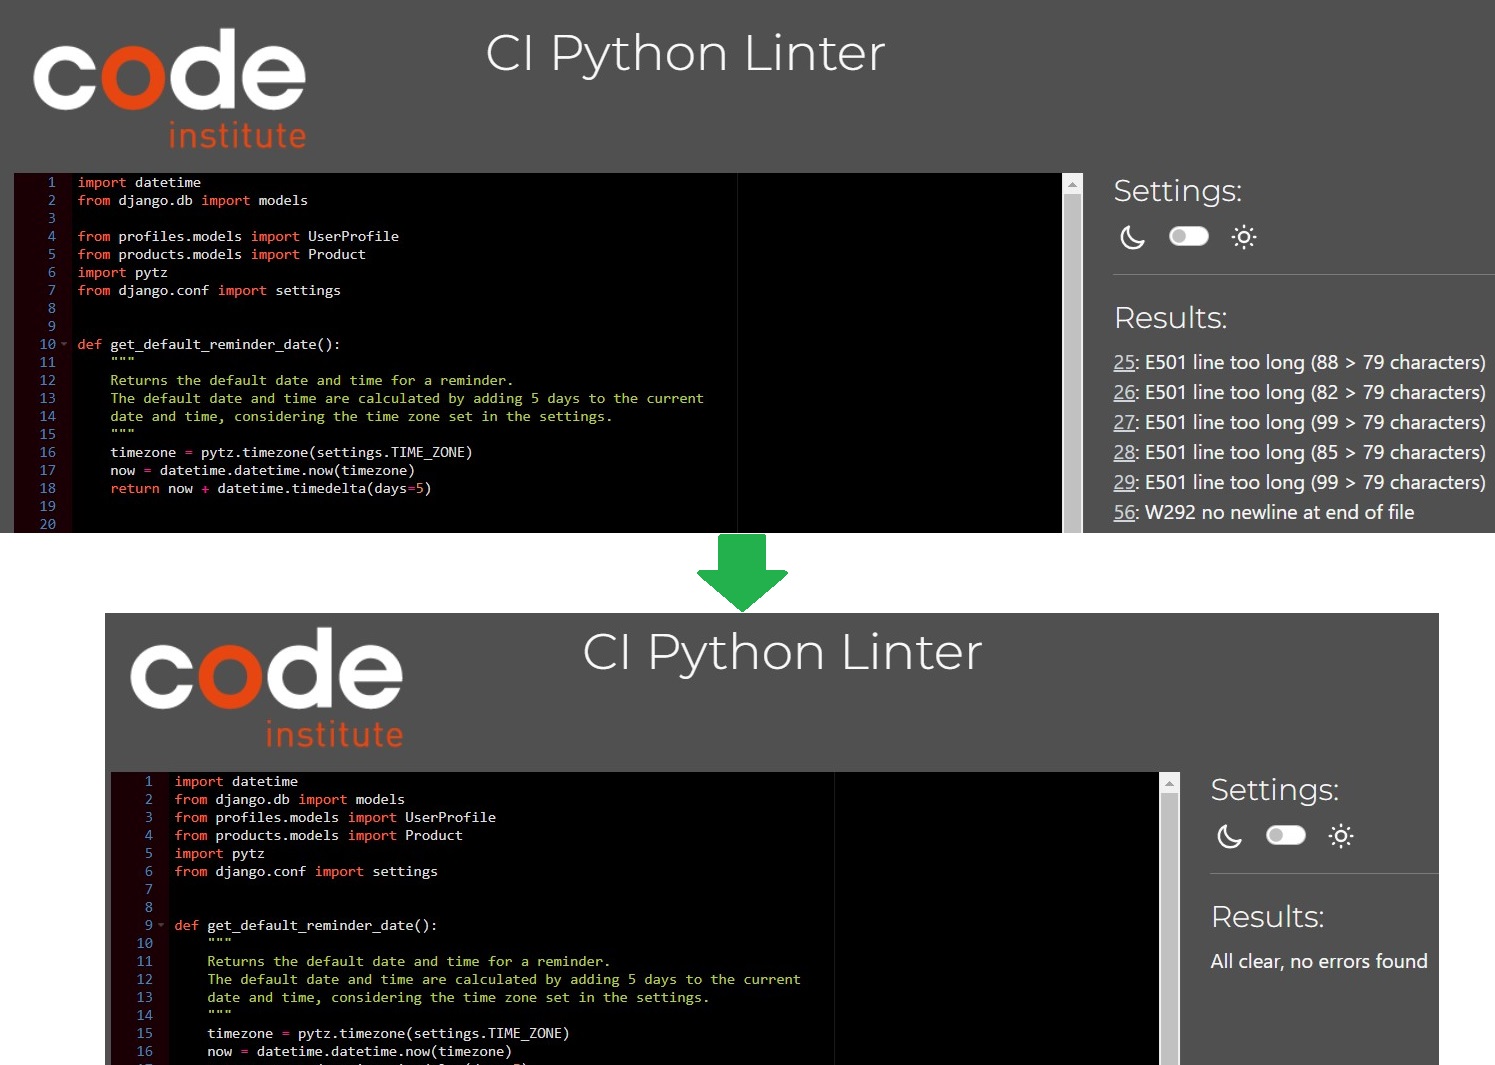 code
institute
CI Python Linter
1 import datetime
2 from django.db import models
3
4 from profiles.models import UserProfile
5 from products.models import Product
6 import pytz
7 from django.conf import settings
8
9
10 def get_default_reminder_date():
11 """
12 Returns the default date and time for a reminder.
13 The default date and time are calculated by adding 5 days to the current
14 date and time, considering the time zone set in the settings.
15 """
16 timezone = pytz.timezone(settings.TIME_ZONE)
17 now = datetime.datetime.now(timezone)
18 return now + datetime.timedelta(days=5)
19
20
Settings:
Results:
25: E501 line too long (88 > 79 characters)
26: E501 line too long (82 > 79 characters)
27: E501 line too long (99 > 79 characters)
28: E501 line too long (85 > 79 characters)
29: E501 line too long (99 > 79 characters)
56: W292 no newline at end of file
code
institute
CI Python Linter
1 import datetime
2 from django.db import models
3 from profiles.models import UserProfile
4 from products.models import Product
5 import pytz
6 from django.conf import settings
7
8
9 def get_default_reminder_date():
10 """
11 Returns the default date and time for a reminder.
12 The default date and time are calculated by adding 5 days to the current
13 date and time, considering the time zone set in the settings.
14 """
15 timezone = pytz.timezone(settings.TIME_ZONE)
16 now = datetime.datetime.now(timezone)
Settings:
Results:
All clear, no errors found